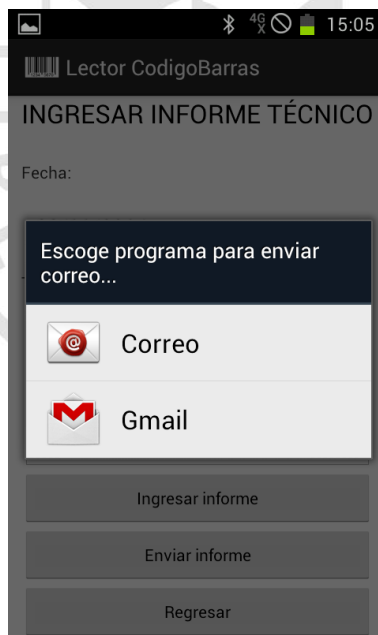 4G
X
15:05
Lector CodigoBarras
INGRESAR INFORME TÉCNICO
Fecha:
Escoge programa para enviar
correo...
Correo
Gmail
Ingresar informe
Enviar informe
Regresar